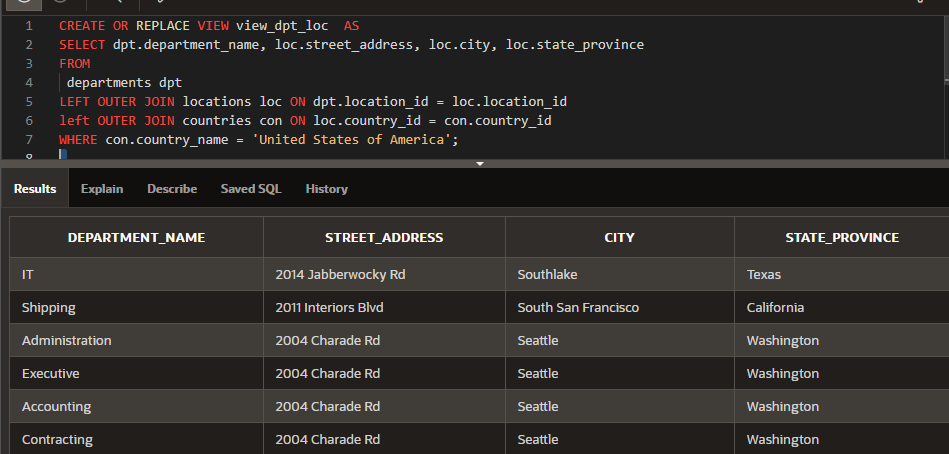 1 CREATE OR REPLACE VIEW view_dpt_loc  AS
2 SELECT dpt.department_name, loc.street_address, loc.city, loc.state_province
3 FROM
4  departments dpt
5 LEFT OUTER JOIN locations loc ON dpt.location_id = loc.location_id
6 left OUTER JOIN countries con ON loc.country_id = con.country_id
7 WHERE con.country_name = 'United States of America';
8
Results Explain Describe Saved SQL History
DEPARTMENT_NAME STREET_ADDRESS CITY STATE_PROVINCE
IT 2014 Jabberwocky Rd Southlake Texas
Shipping 2011 Interiors Blvd South San Francisco California
Administration 2004 Charade Rd Seattle Washington
Executive 2004 Charade Rd Seattle Washington
Accounting 2004 Charade Rd Seattle Washington
Contracting 2004 Charade Rd Seattle Washington